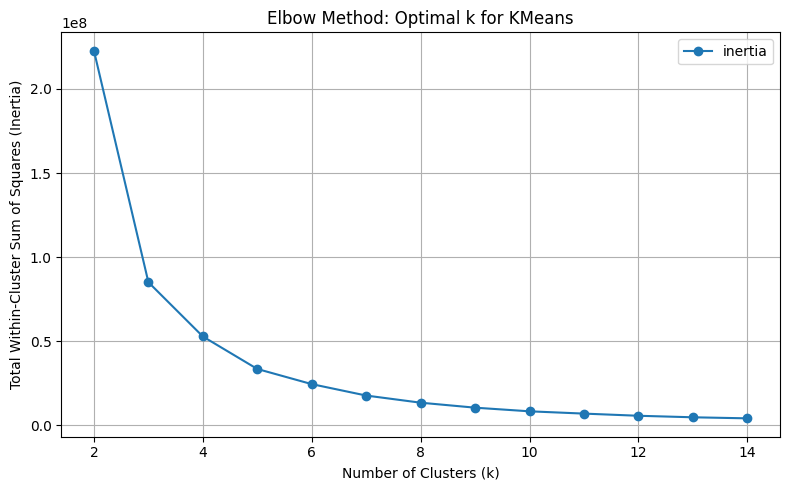 Elbow Method: Optimal k for KMeans
1e8
inertia
Total Within-Cluster Sum of Squares (Inertia)
2.0
1.5
1.0
0.5
0.0
2 4 6 8 10 12 14
Number of Clusters (k)